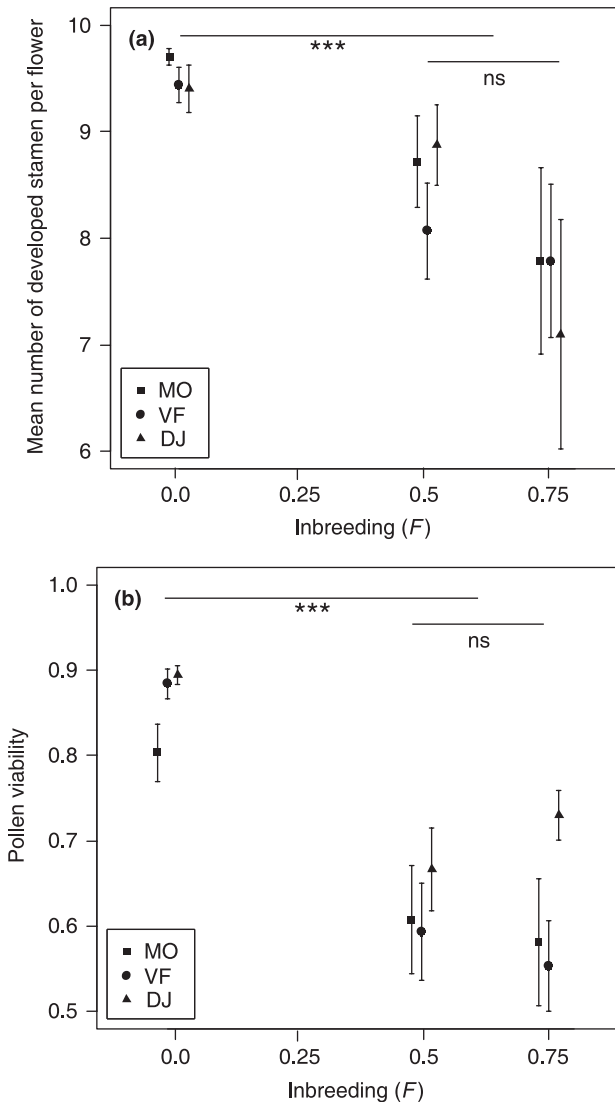 (a)
***
ns
10
9
8
7
6
Mean number of developed stamen per flower
MO
VF
DJ
0.0 0.25 0.5 0.75
Inbreeding (F)
(b)
***
ns
1.0
0.9
0.8
0.7
0.6
0.5
Pollen viability
MO
VF
DJ
0.0 0.25 0.5 0.75
Inbreeding (F)